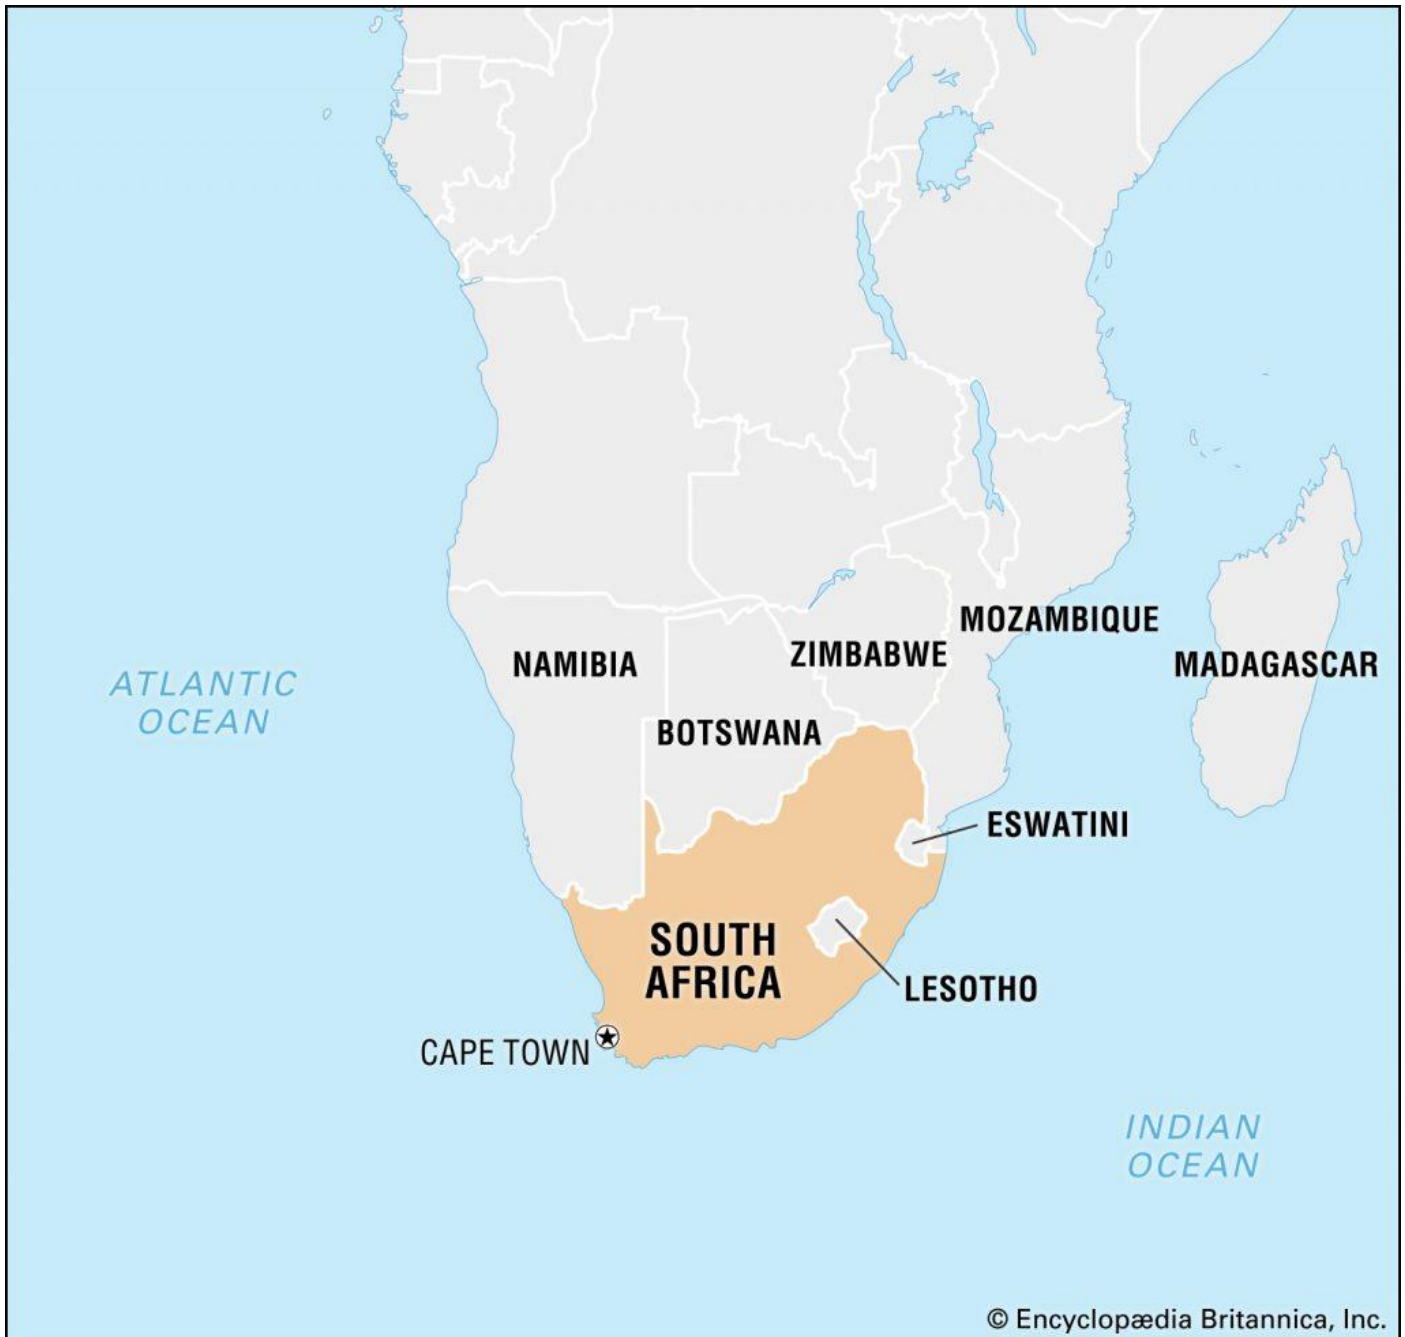 MOZAMBIQUE
ZIMBABWE
NAMIBIA
MADAGASCAR
ATLANTIC
OCEAN
BOTSWANA
ESWATINI
SOUTH
AFRICA
LESOTHO
CAPE TOWN
INDIAN
OCEAN
© Encyclopædia Britannica, Inc.